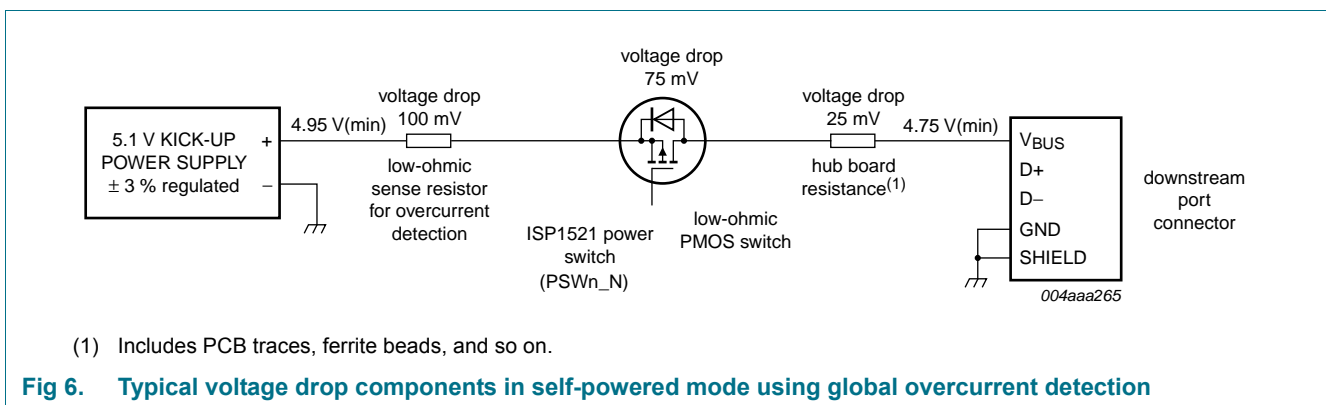 voltage drop
75 mV
voltage drop
100 mV
voltage drop
25 mV
5.1 V KICK-UP
POWER SUPPLY
± 3 % regulated
+
−
4.95 V(min)
low-ohmic
sense resistor
for overcurrent
detection
ISP1521 power
switch
(PSWn_N)
low-ohmic
PMOS switch
hub board
resistance(1)
4.75 V(min)
VBUS
D+
D−
GND
SHIELD
downstream
port
connector
004aaa265
(1) Includes PCB traces, ferrite beads, and so on.
Fig 6. Typical voltage drop components in self-powered mode using global overcurrent detection